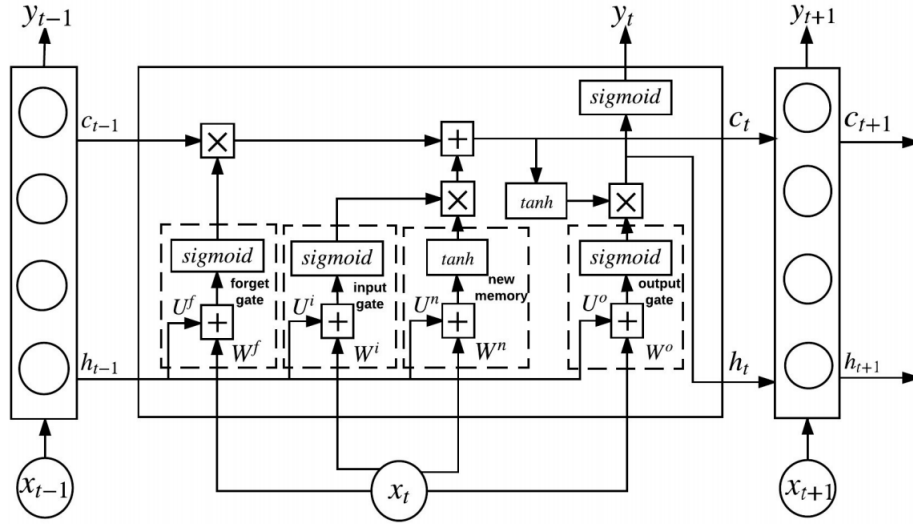 y_{t-1}
y_t
y_{t+1}
sigmoid
c_{t-1}
×
+
c_t
c_{t+1}
×
tanh
×
sigmoid
forget gate
sigmoid
input gate
tanh
new memory
sigmoid
output gate
U^f
+
W^f
U^i
+
W^i
U^n
+
W^n
U^o
+
W^o
h_{t-1}
h_t
h_{t+1}
x_{t-1}
x_t
x_{t+1}